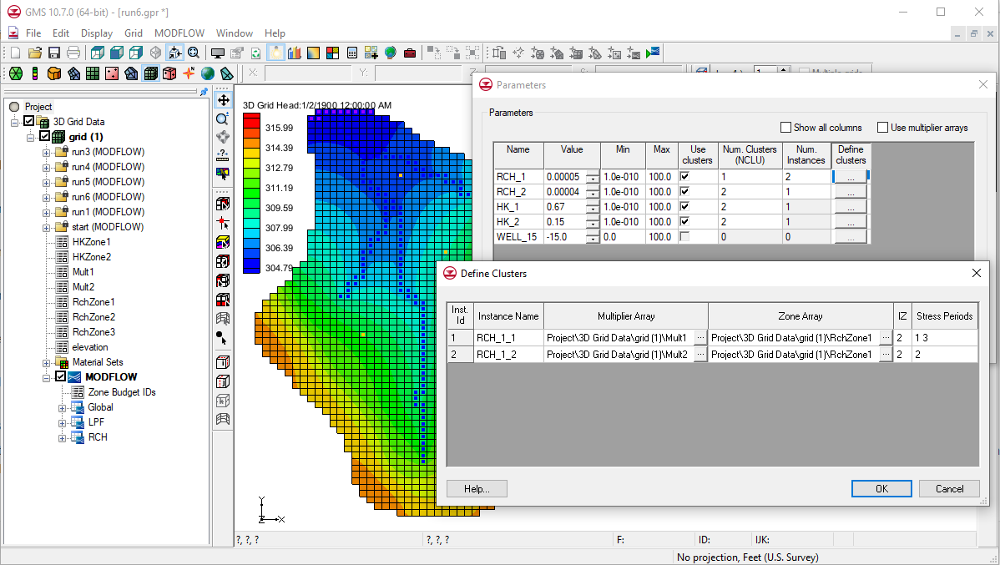 GMS 10.7.0 (64-bit) - [run6.gpr *]
File Edit Display Grid MODFLOW Window Help
X: Y:
Project
3D Grid Data
grid (1)
run3 (MODFLOW)
run4 (MODFLOW)
run5 (MODFLOW)
run6 (MODFLOW)
run1 (MODFLOW)
start (MODFLOW)
HKZone1
HKZone2
Mult1
Mult2
RchZone1
RchZone2
RchZone3
elevation
Material Sets
MODFLOW
Zone Budget IDs
Global
LPF
RCH
3D Grid Head:1/2/1900 12:00:00 AM
315.99
314.39
312.79
311.19
309.59
307.99
306.39
304.79
Y
Z X
Parameters
Parameters
Show all columns Use multiplier arrays
Name Value Min Max Use clusters Num. Clusters (NCLU) Num. Instances Define clusters
RCH_1 0.00005 1.0e-010 100.0 1 2 ...
RCH_2 0.00004 1.0e-010 100.0 2 1 ...
HK_1 0.67 1.0e-010 100.0 2 1 ...
HK_2 0.15 1.0e-010 100.0 2 1 ...
WELL_15 -15.0 0.0 100.0 0 0 ...
Define Clusters
Inst. Id Instance Name Multiplier Array Zone Array IZ Stress Periods
1 RCH_1_1 Project\3D Grid Data\grid (1)\Mult1 ... Project\3D Grid Data\grid (1)\RchZone1 ... 2 1 3
2 RCH_1_2 Project\3D Grid Data\grid (1)\Mult2 ... Project\3D Grid Data\grid (1)\RchZone1 ... 2 2
Help... OK Cancel
?, ?, ? ?, ?, ? F: ID: IJK:
No projection, Feet (U.S. Survey)